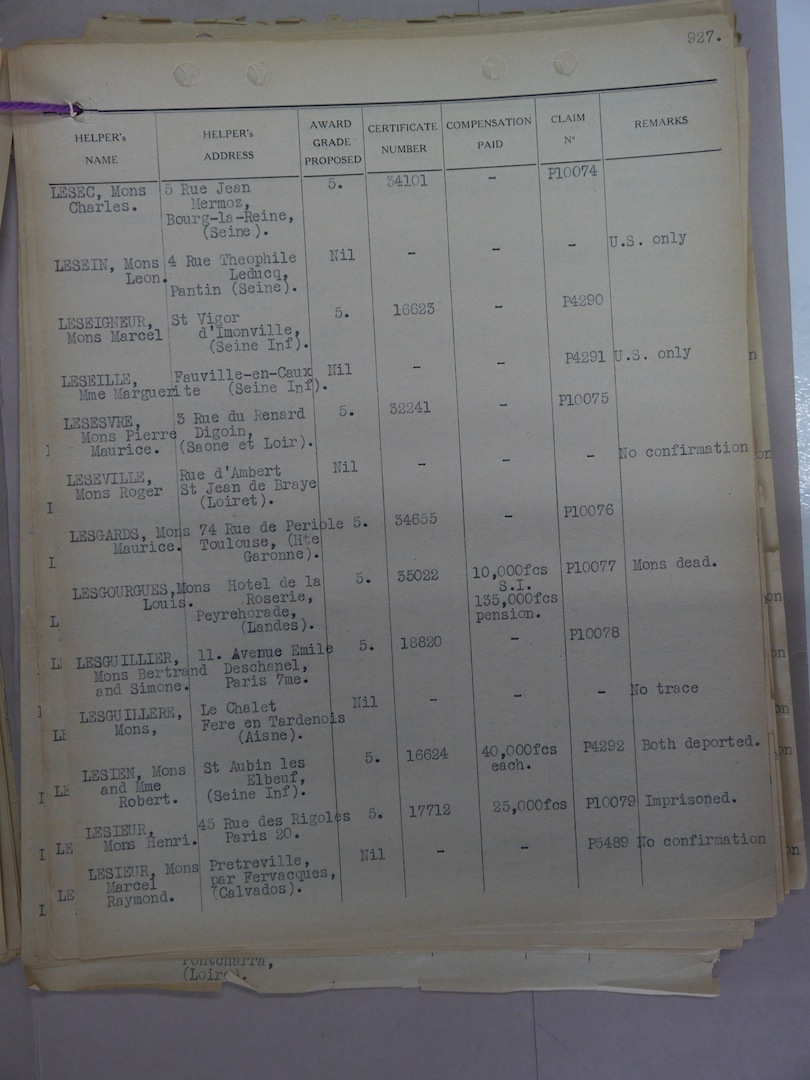 927.
HELPER's NAME
HELPER's ADDRESS
AWARD GRADE PROPOSED
CERTIFICATE NUMBER
COMPENSATION PAID
CLAIM Nº
REMARKS
LESEC, Mons 5 Rue Jean 5. 34101 - P10074
Charles. Mermoz,
Bourg-la-Reine,
(Seine).
LESEIN, Mons 4 Rue Theophile Nil - - - U.S. only
Leon. Leducq,
Pantin (Seine).
LESEIGNEUR, St Vigor 5. 16623 - P4290
Mons Marcel d'Imonville,
(Seine Inf).
LESEILLE, Fauville-en-Caux Nil - - P4291 U.S. only
Mme Marguerite (Seine Inf).
LESESVRE, 3 Rue du Renard 5. 32241 - P10075
Mons Pierre Digoin,
Maurice. (Saone et Loir).
LESEVILLE, Rue d'Ambert Nil - - - No confirmation
Mons Roger St Jean de Braye
(Loiret).
LESGARDS, Mons 74 Rue de Periole 5. 34655 - P10076
Maurice. Toulouse, (Hte
Garonne).
LESGOURGUES, Mons Hotel de la 5. 35022 10,000fcs P10077 Mons dead.
Louis. Roserie, S.I.
Peyrehorade, 135,000fcs
(Landes). pension.
LESGUILLIER, 11. Avenue Emile 5. 18820 - P10078
Mons Bertrand Deschanel,
and Simone. Paris 7me.
LESGUILLERE, Le Chalet Nil - - - No trace
Mons, Fere en Tardenois
(Aisne).
LESIEN, Mons St Aubin les 5. 16624 40,000fcs P4292 Both deported.
and Mme Elbeuf, each.
Robert. (Seine Inf).
LESIEUR, 45 Rue des Rigoles 5. 17712 25,000fcs P10079 Imprisoned.
Mons Henri. Paris 20.
LESIEUR, Mons Pretreville, Nil - - P5489 No confirmation
Marcel par Fervacques,
Raymond. (Calvados).
Pontcharra,
(Loire).